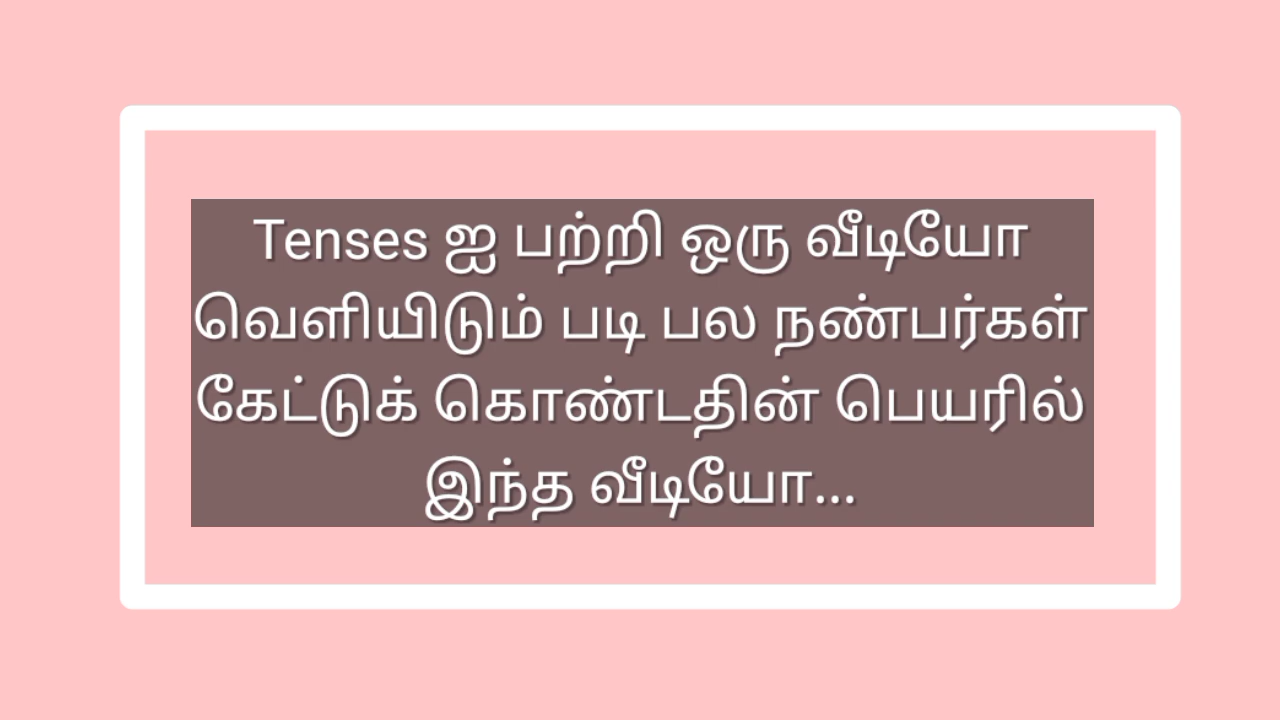 Tenses ஐ பற்றி ஒரு வீடியோ
வெளியிடும் படி பல நண்பர்கள்
கேட்டுக் கொண்டதின் பெயரில்
இந்த வீடியோ...